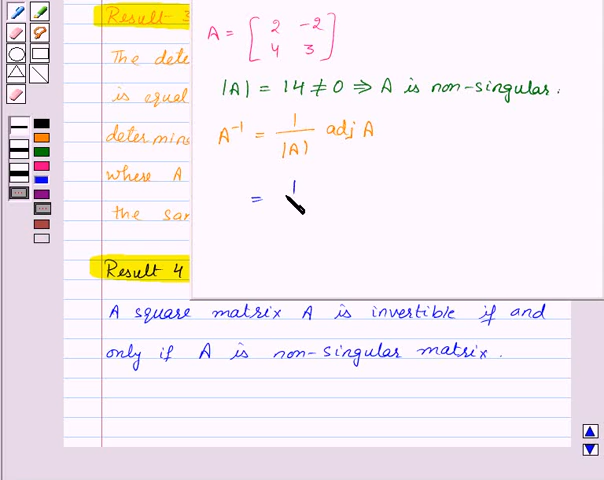 Result 3
The dete
is equal
determin
where A
the sa
A = [ 2 -2
4 3 ]
|A| = 14 ≠ 0 ⇒ A is non-singular.
A⁻¹ = 1/|A| adj A
= 1
Result 4
A square matrix A is invertible if and
only if A is non-singular matrix.